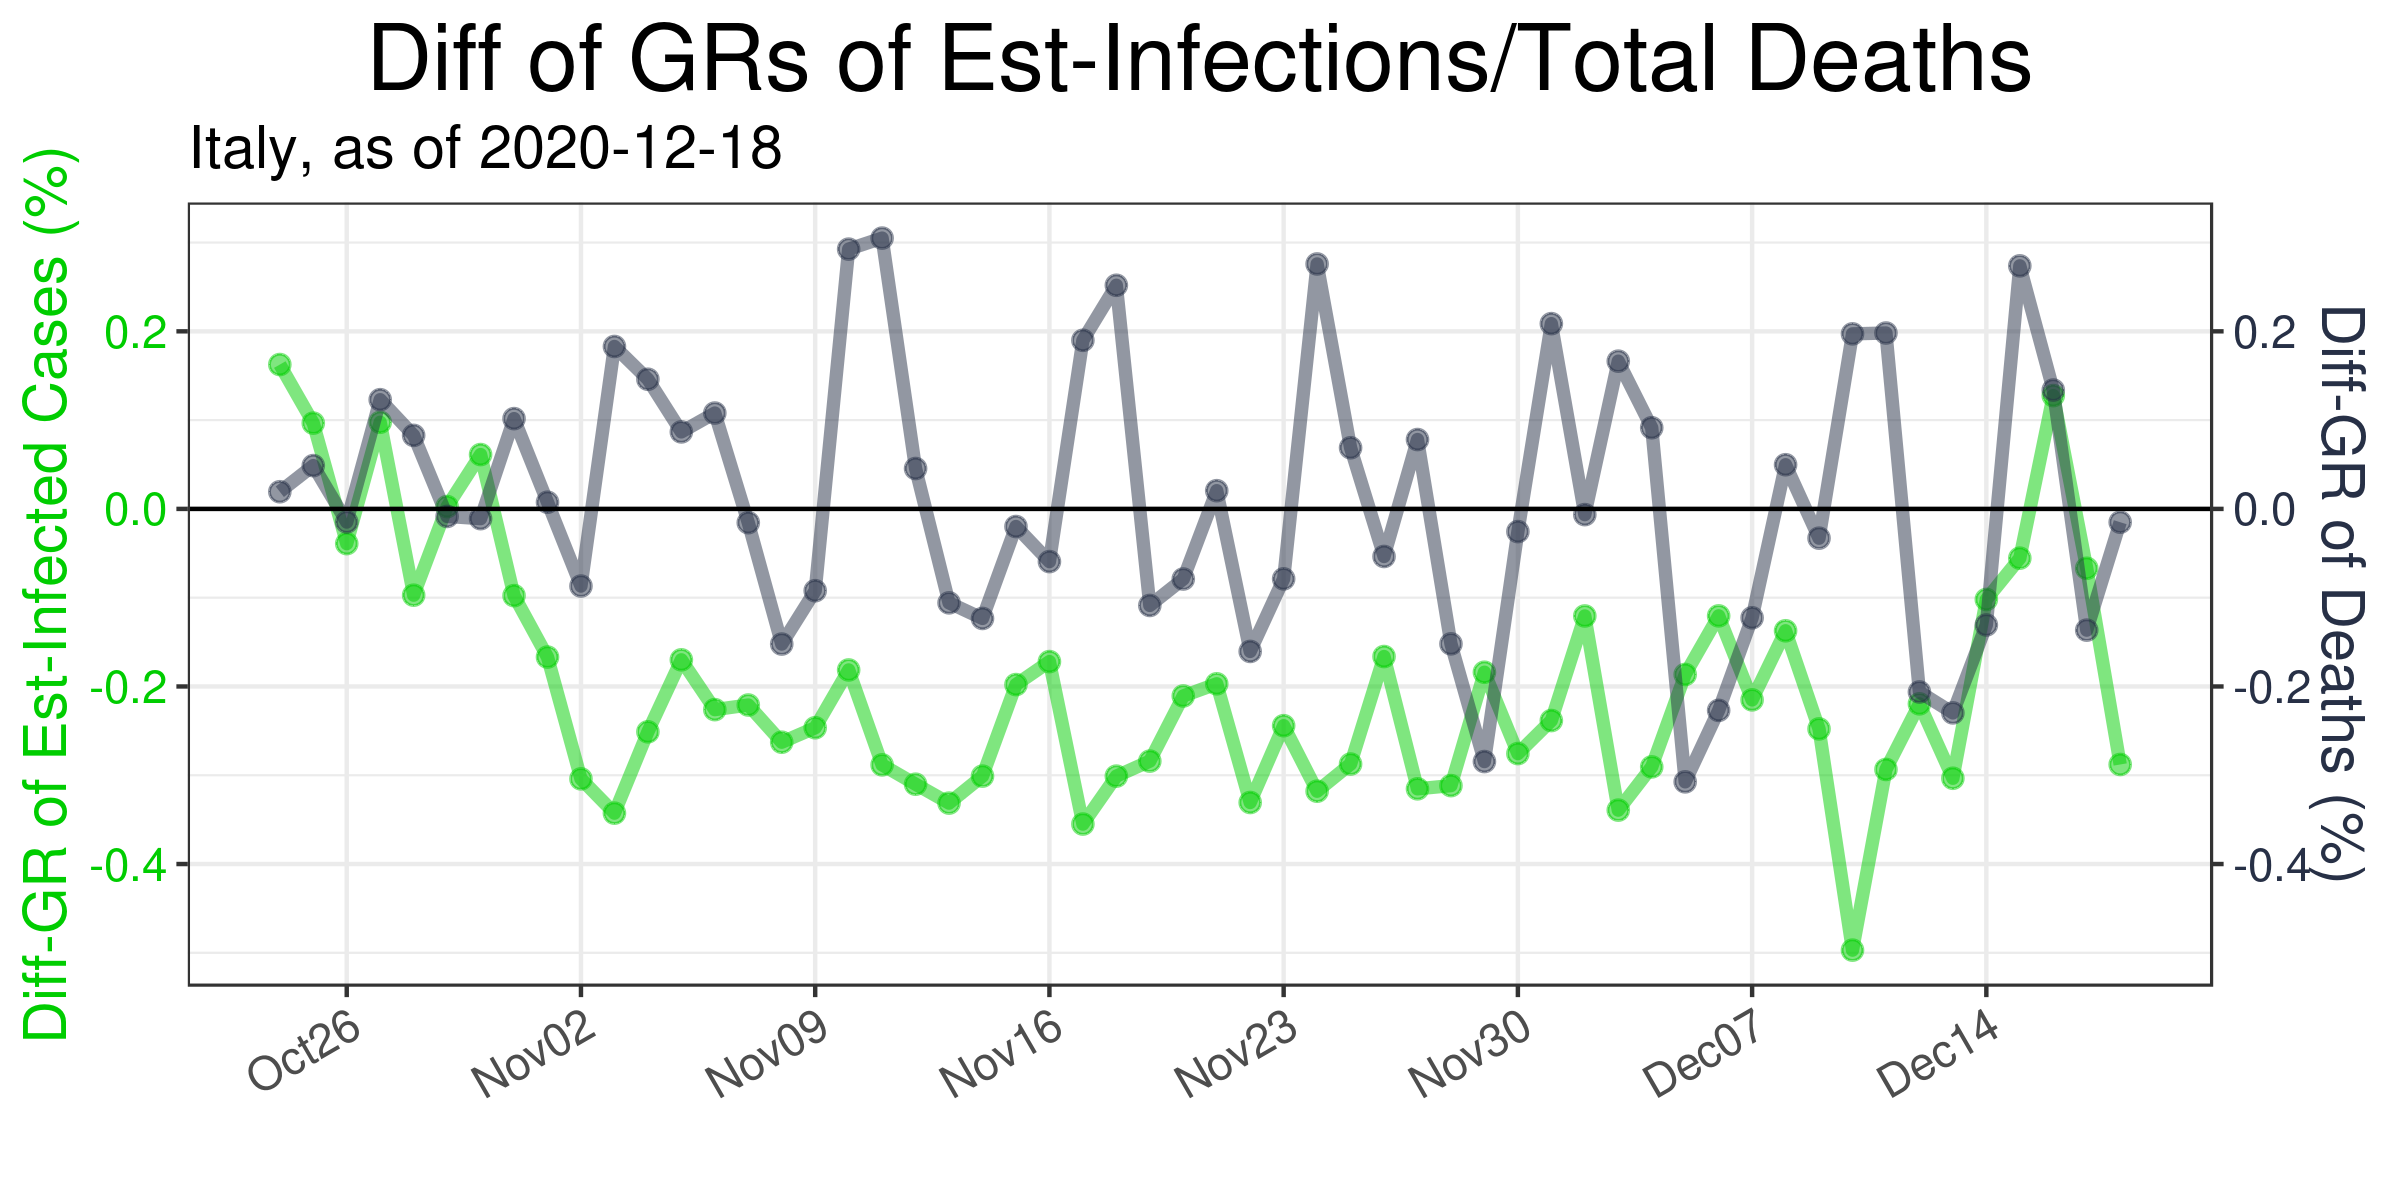 Diff of GRs of Est-Infections/Total Deaths
Italy, as of 2020-12-18
Diff-GR of Est-Infected Cases (%)
0.2
0.0
-0.2
-0.4
0.2
0.0
-0.2
-0.4
Diff-GR of Deaths (%)
Oct26
Nov02
Nov09
Nov16
Nov23
Nov30
Dec07
Dec14